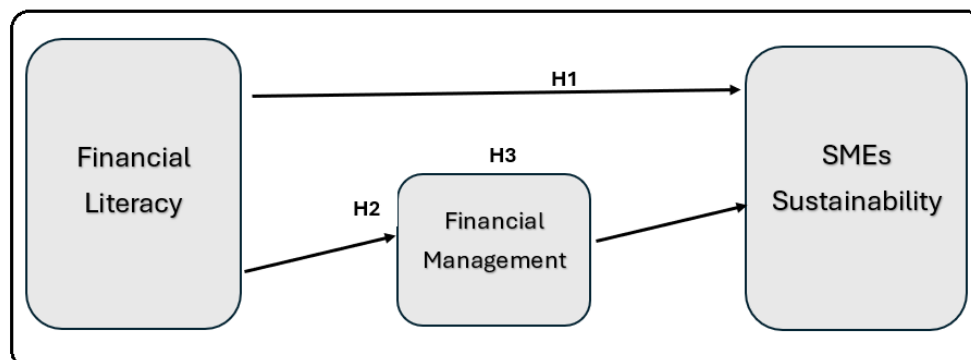 H1
Financial
Literacy
SMEs
Sustainability
H3
H2
Financial
Management